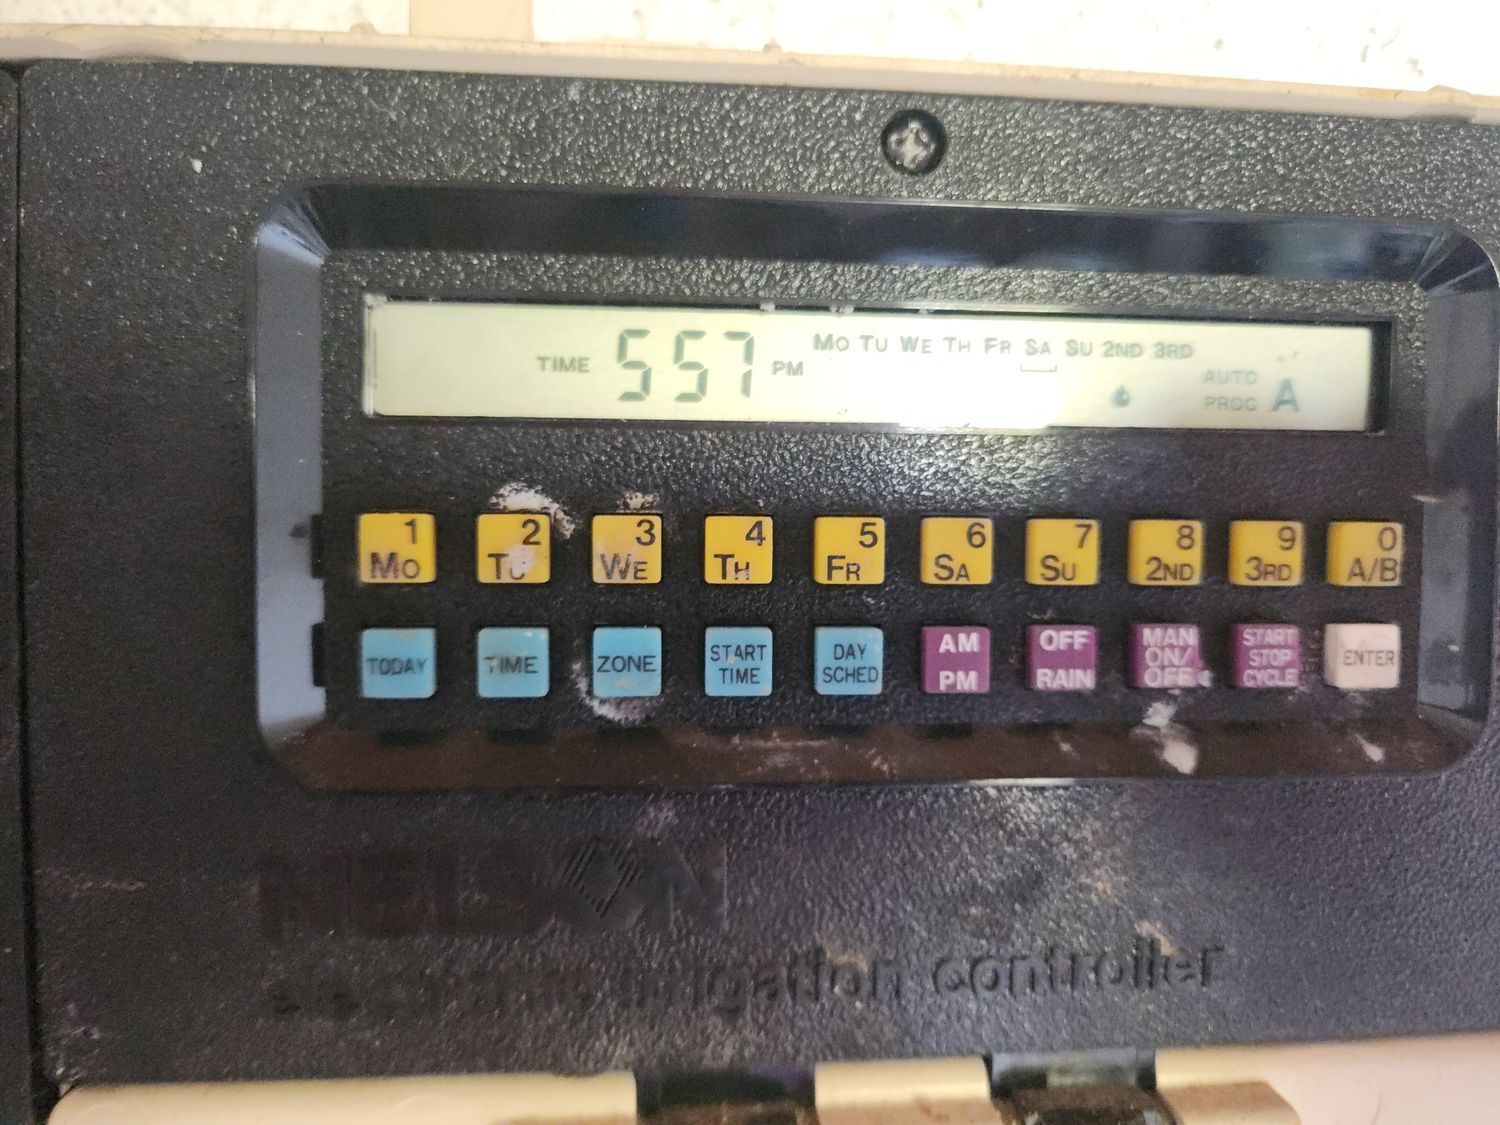 MO TU WE TH FR SA SU 2ND 3RD
TIME 557 PM
AUTO
PROG A
1 2 3 4 5 6 7 8 9 0
MO TU WE TH FR SA SU 2ND 3RD A/B
TODAY TIME ZONE START TIME DAY SCHED AM PM OFF RAIN MAN ON/OFF START STOP CYCLE ENTER
NELSON
irrigation controller